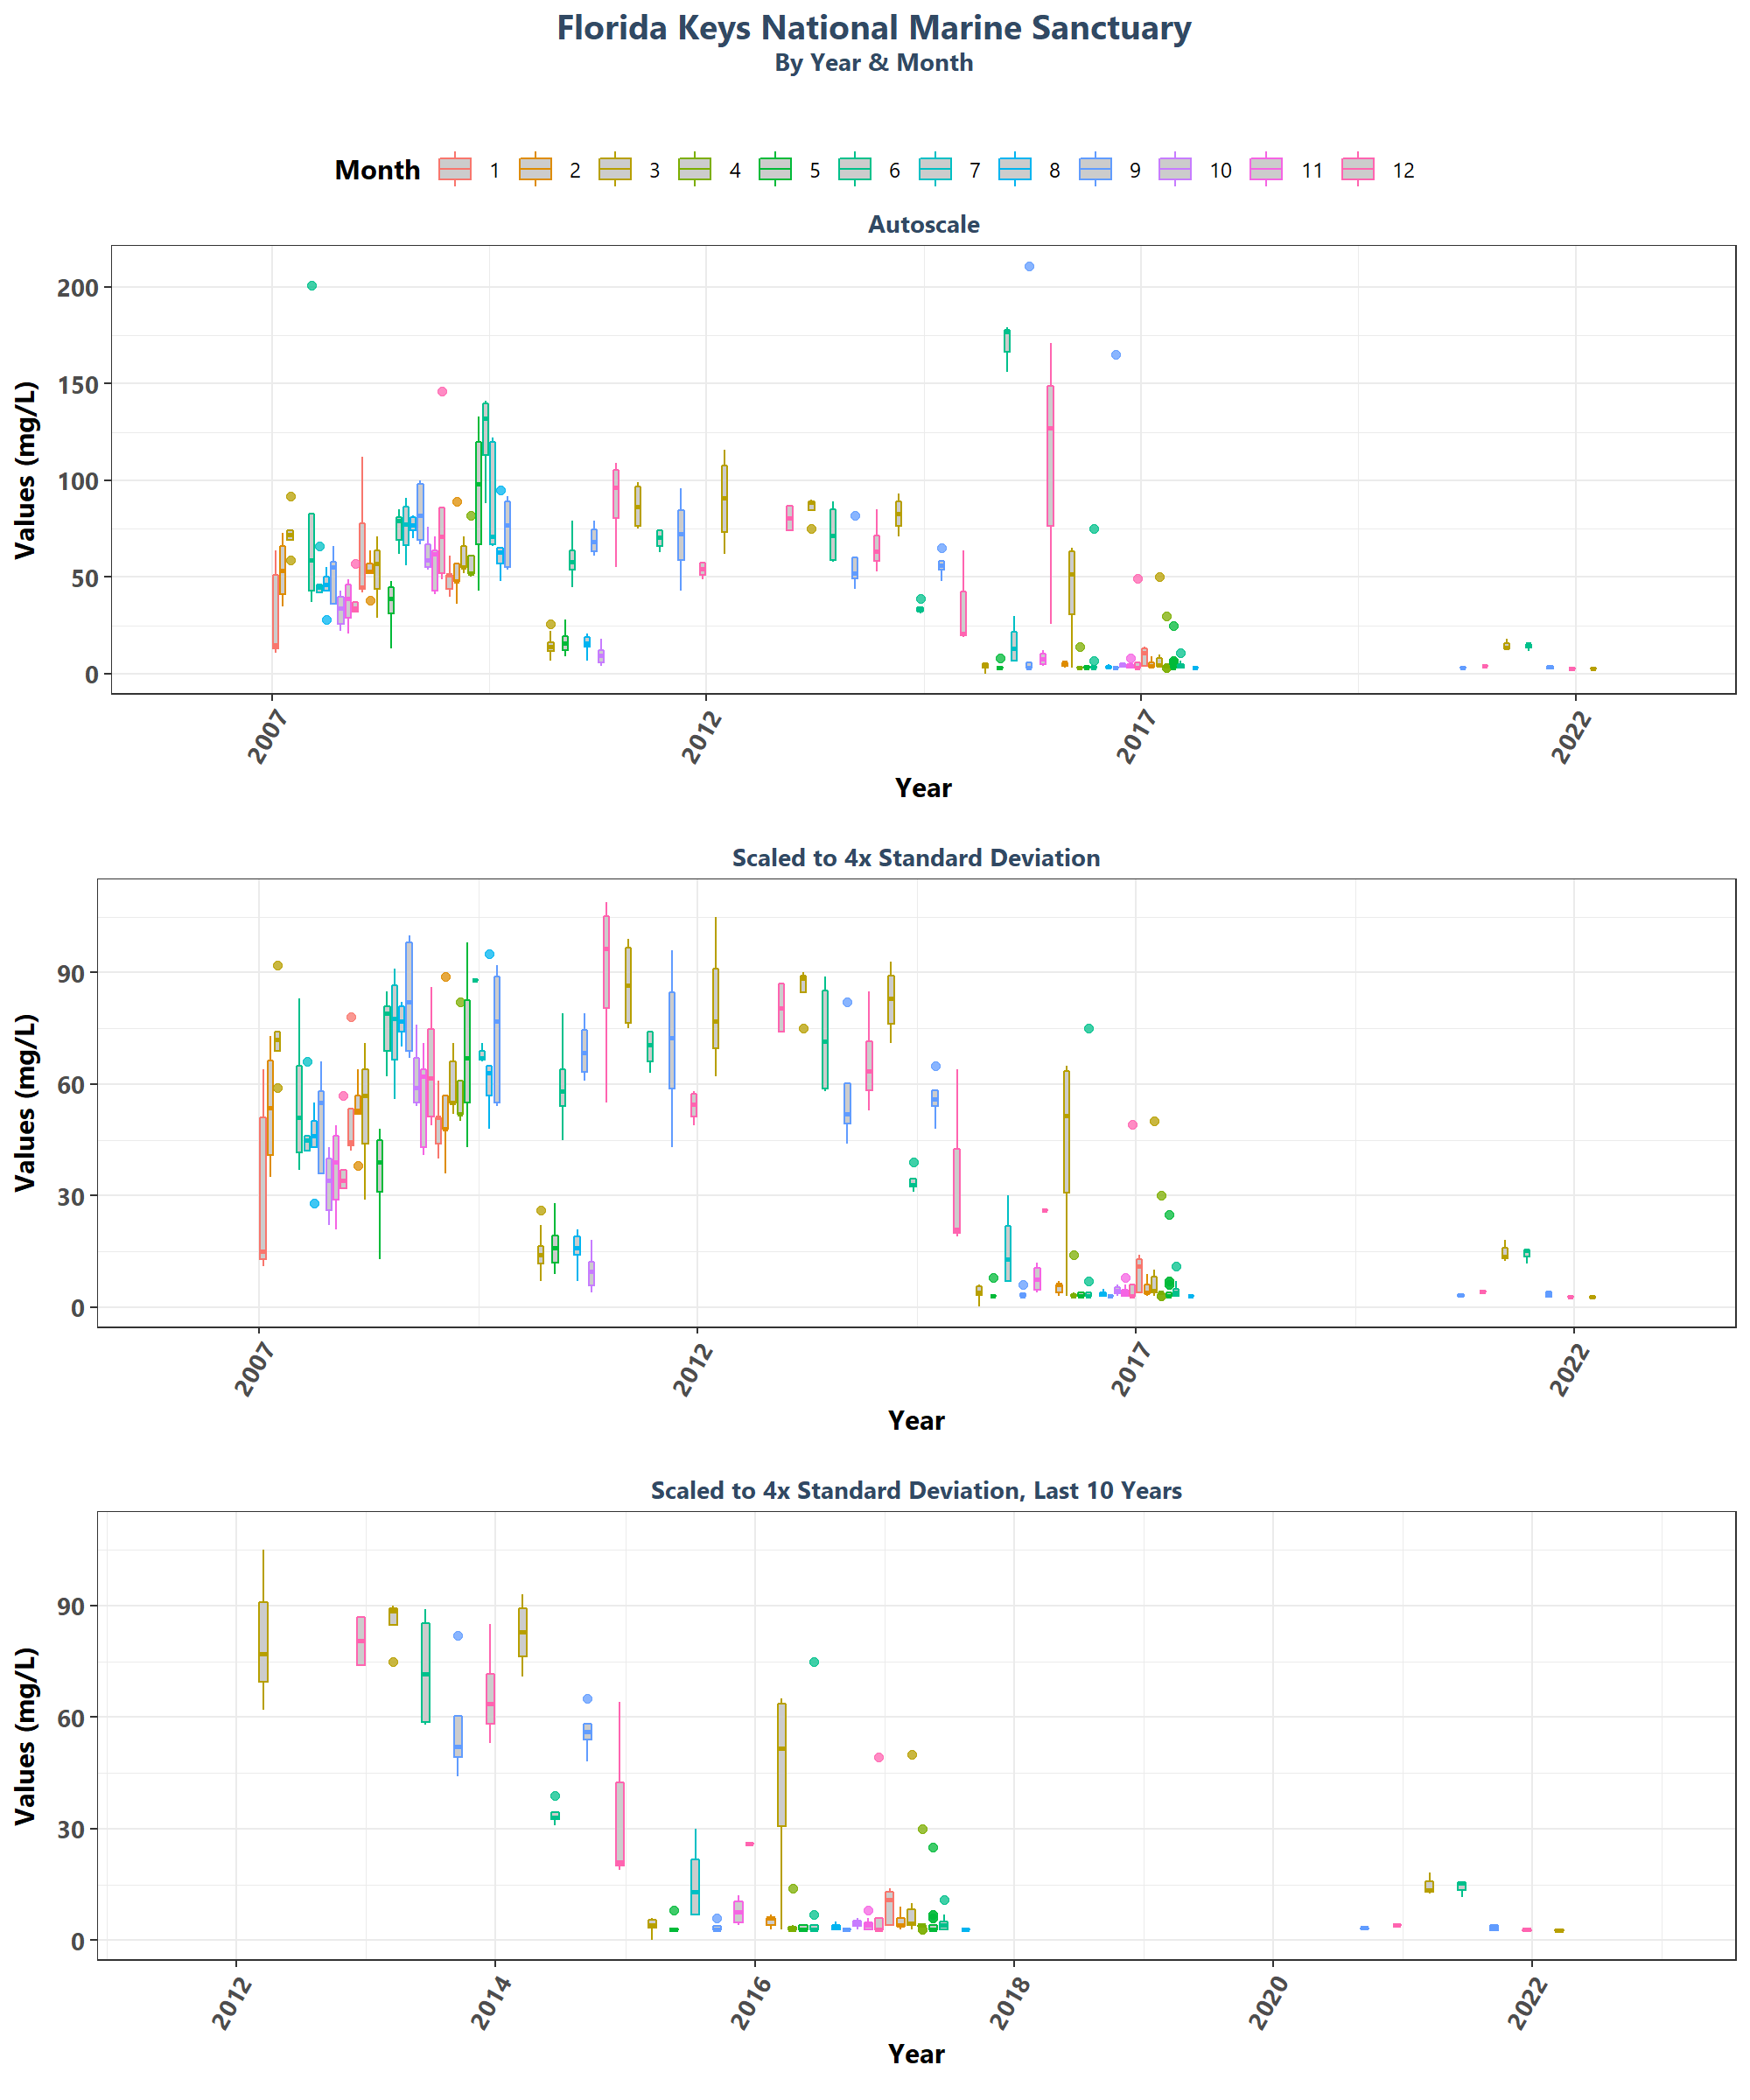 Florida Keys National Marine Sanctuary
By Year & Month
Month 1 2 3 4 5 6 7 8 9 10 11 12
Autoscale
Values (mg/L)
200
150
100
50
0
2007 2012 2017 2022
Year
Scaled to 4x Standard Deviation
Values (mg/L)
90
60
30
0
2007 2012 2017 2022
Year
Scaled to 4x Standard Deviation, Last 10 Years
Values (mg/L)
90
60
30
0
2012 2014 2016 2018 2020 2022
Year